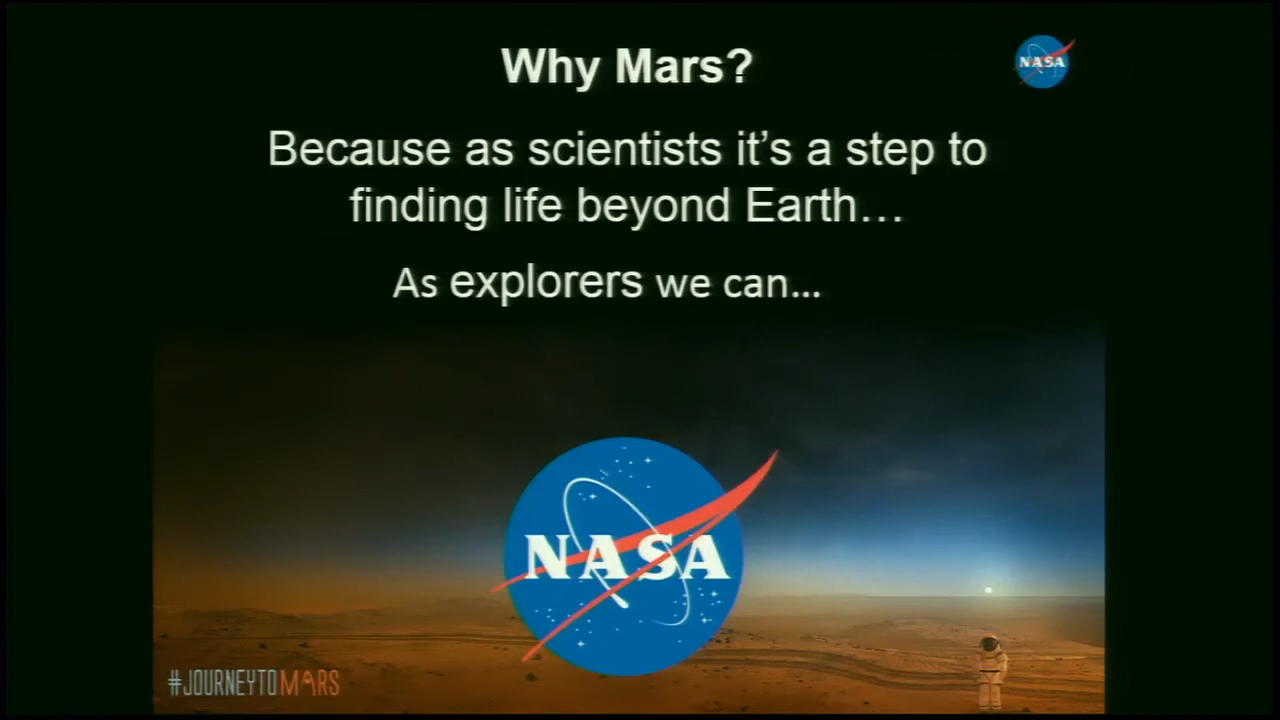 Why Mars?
NASA
Because as scientists it’s a step to
finding life beyond Earth…
As explorers we can…
NASA
#JOURNEYTOMARS